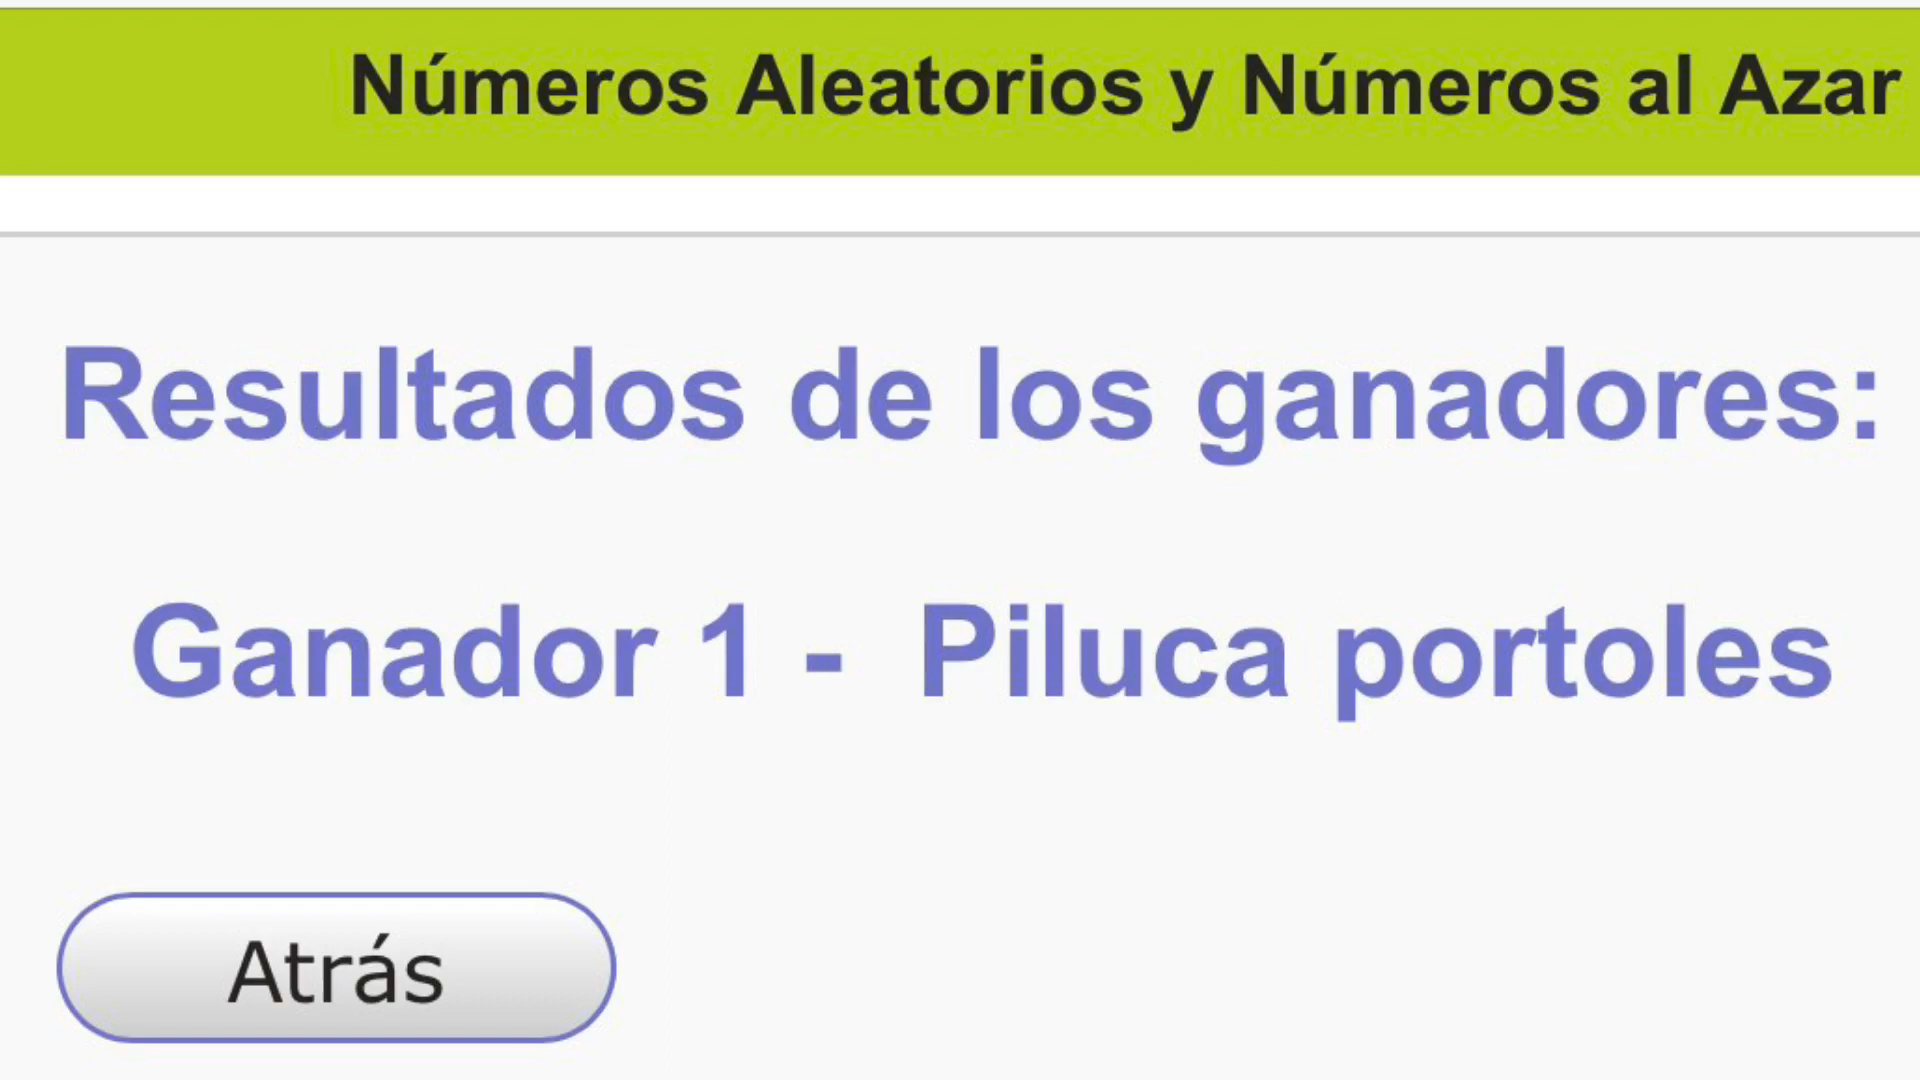 Números Aleatorios y Números al Azar
Resultados de los ganadores:
Ganador 1 - Piluca portoles
Atrás